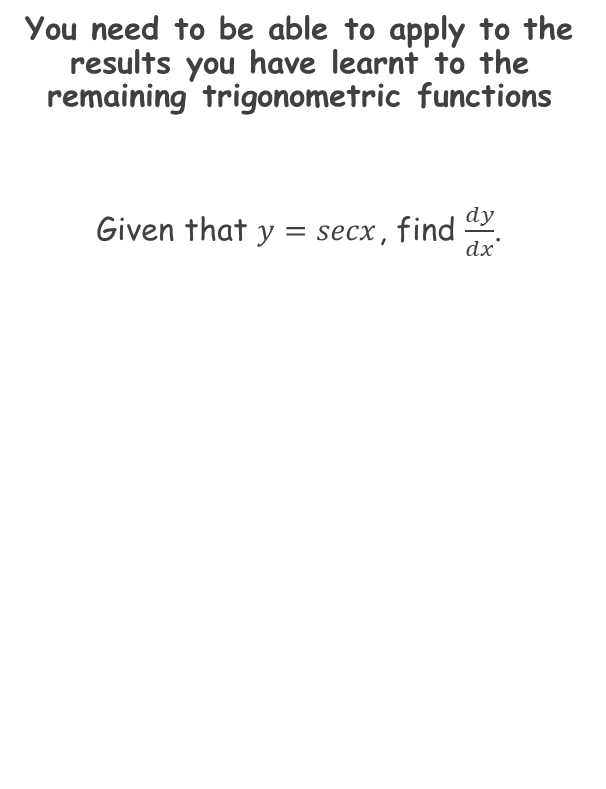 You need to be able to apply to the
results you have learnt to the
remaining trigonometric functions
Given that y = secx, find dy/dx.